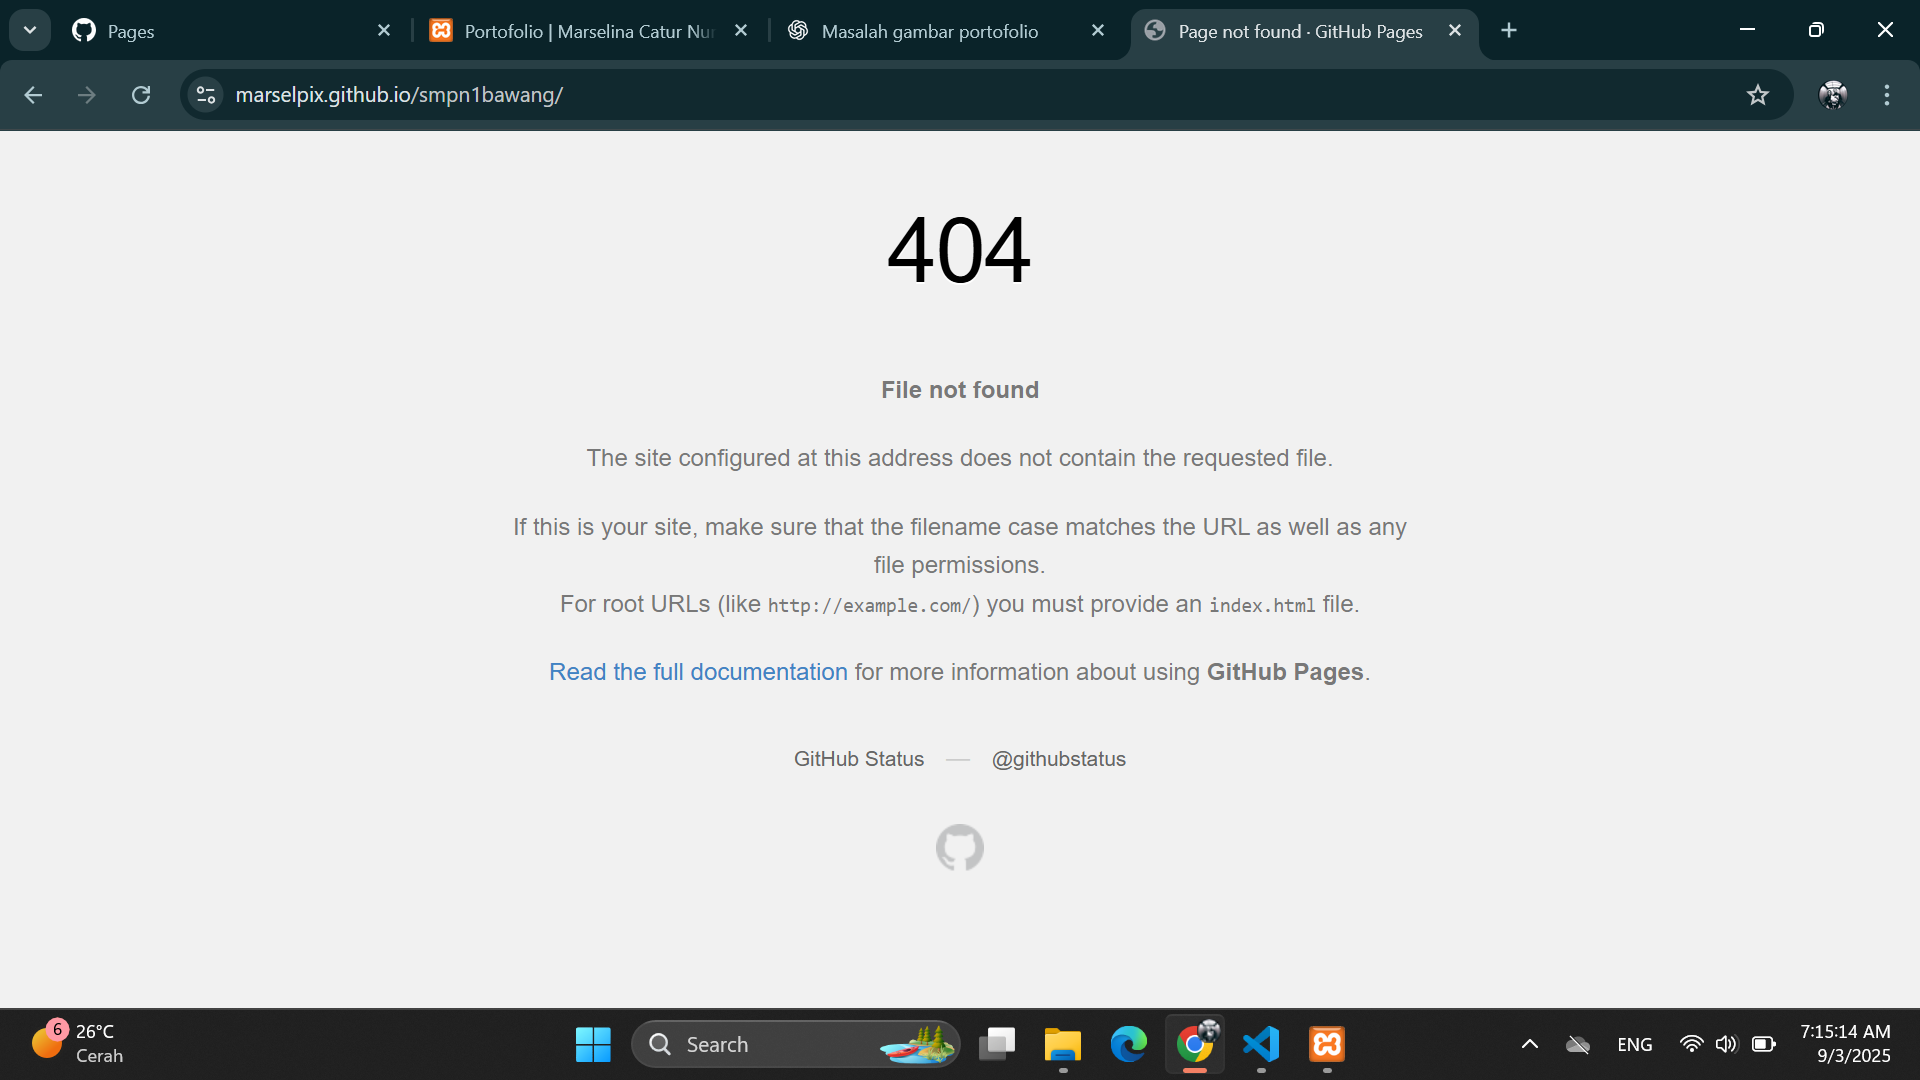 Pages
Portofolio | Marselina Catur Nur
Masalah gambar portofolio
Page not found · GitHub Pages
marselpix.github.io/smpn1bawang/
404
File not found
The site configured at this address does not contain the requested file.
If this is your site, make sure that the filename case matches the URL as well as any
file permissions.
For root URLs (like http://example.com/) you must provide an index.html file.
Read the full documentation for more information about using GitHub Pages.
GitHub Status — @githubstatus
6
26°C
Cerah
Search
ENG
7:15:14 AM
9/3/2025